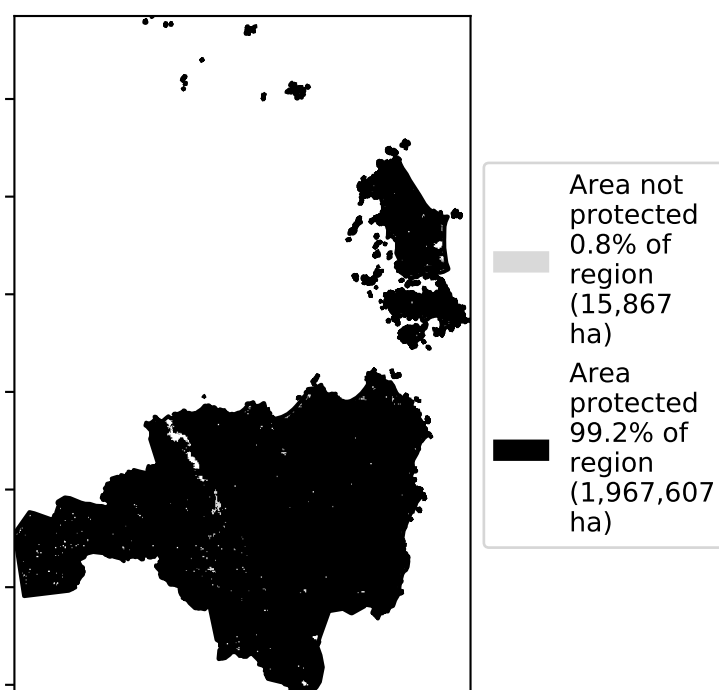 Area not
protected
0.8% of
region
(15,867
ha)
Area
protected
99.2% of
region
(1,967,607
ha)